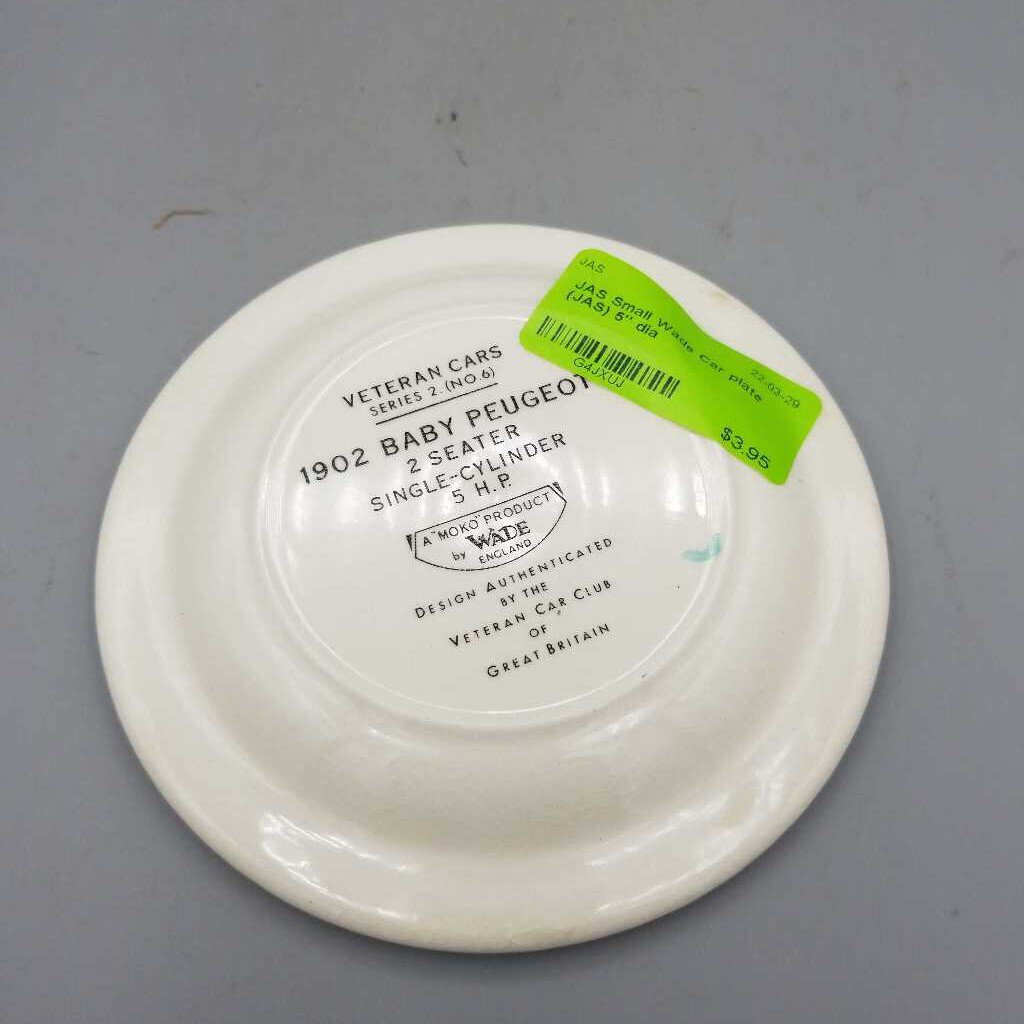 VETERAN CARS
SERIES 2. (NO. 6)
1902 BABY PEUGEOT
2 SEATER
SINGLE-CYLINDER
5 H.P.
A "MOKO" PRODUCT
by WADE
ENGLAND
DESIGN AUTHENTICATED
BY THE
VETERAN CAR CLUB
OF
GREAT BRITAIN
JAS
JAS Small Wade Car plate
(JAS) 5" dia
22-03-29
G4JXUJ
$3.95